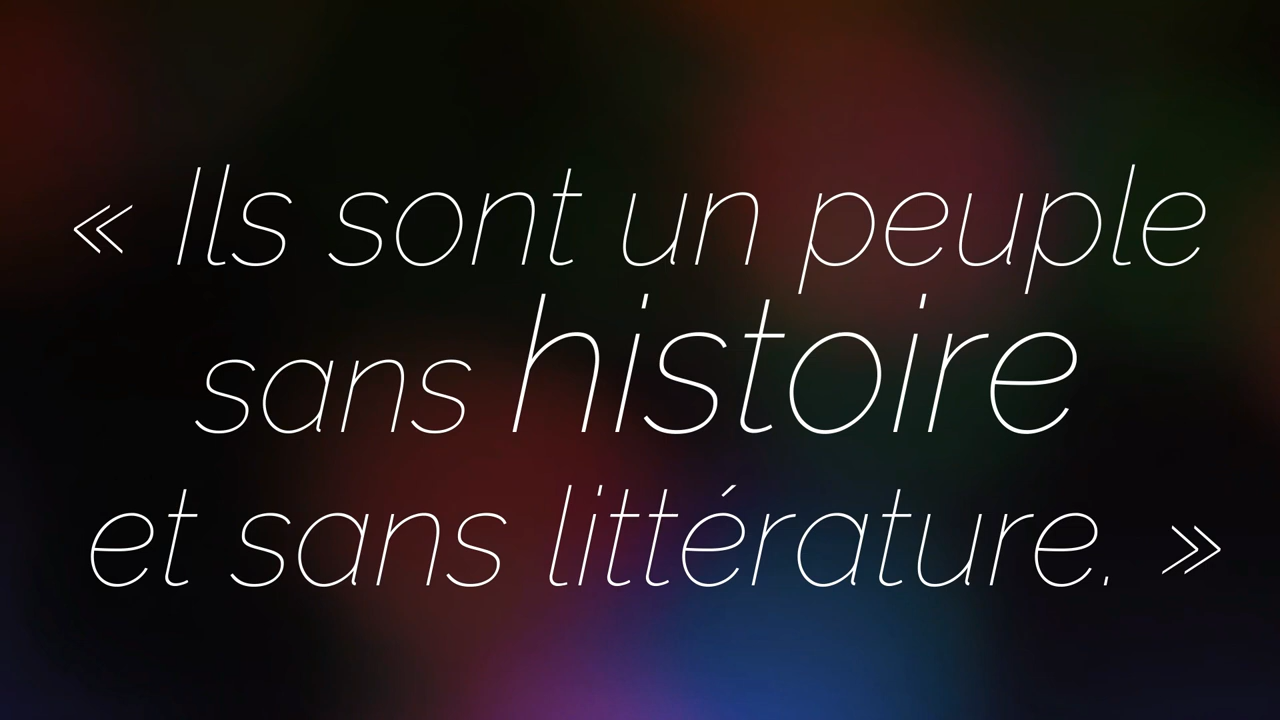 « Ils sont un peuple
sans histoire
et sans littérature. »